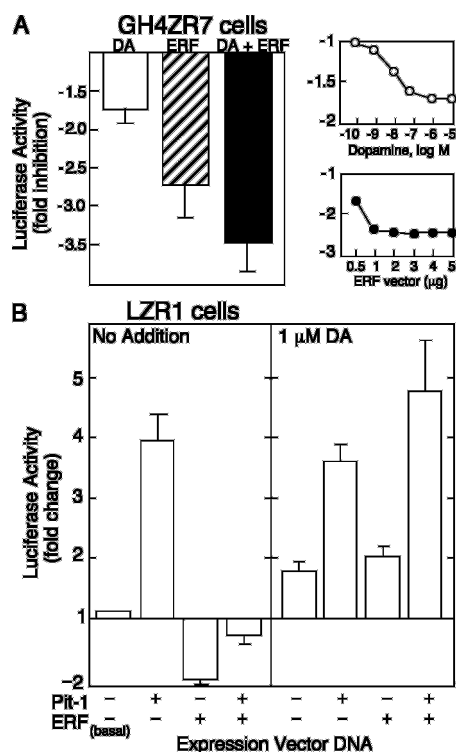 A
GH4ZR7 cells
DA ERF DA + ERF
Luciferase Activity
(fold inhibition)
-1.5
-2.0
-2.5
-3.0
-3.5
-1
-1.5
-2
-10 -9 -8 -7 -6 -5
Dopamine, log M
-1
-2
-3
0.5 1 2 3 4 5
ERF vector (μg)
B
LZR1 cells
No Addition
1 μM DA
Luciferase Activity
(fold change)
5
4
3
2
1
-2
Pit-1 - + - + - + - +
ERF - - + + - - + +
(basal)
Expression Vector DNA